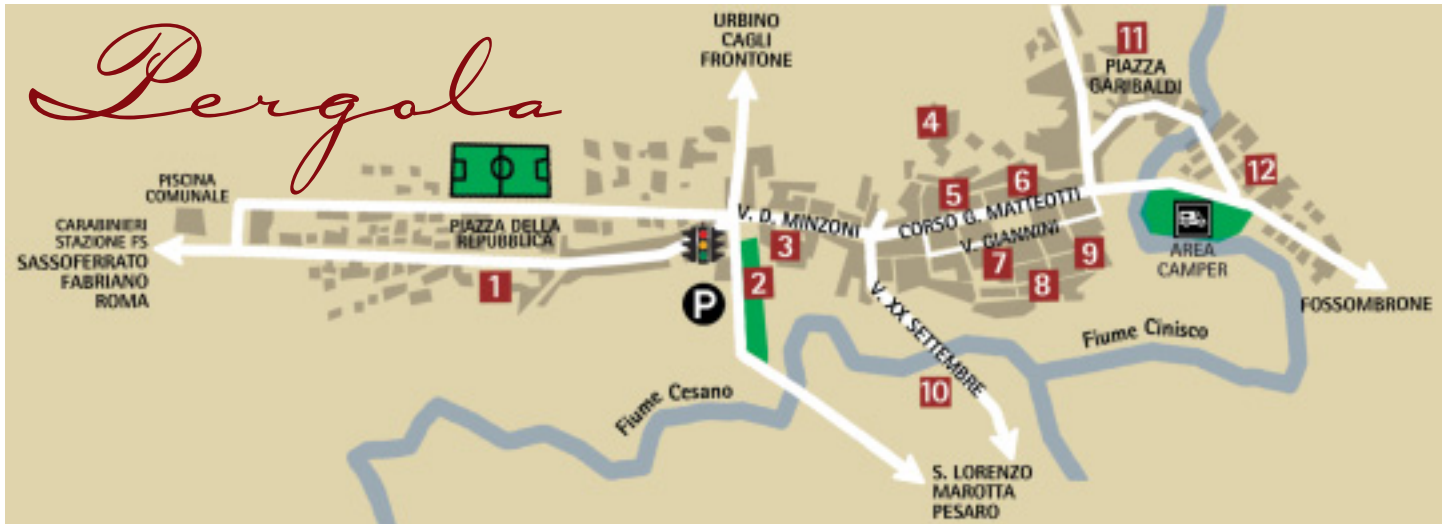 Pergola
URBINO
CAGLI
FRONTONE
11
PIAZZA
GARIBALDI
4
12
PISCINA
COMUNALE
5
6
CARABINIERI
STAZIONE FS
SASSOFERRATO
FABRIANO
ROMA
PIAZZA DELLA
REPUBBLICA
V. D. MINZONI
CORSO G. MATTEOTTI
V. GIANNINI
3
1
2
7
8
9
AREA
CAMPER
P
FOSSOMBRONE
V. XX SETTEMBRE
Fiume Cinisco
Fiume Cesano
10
S. LORENZO
MAROTTA
PESARO